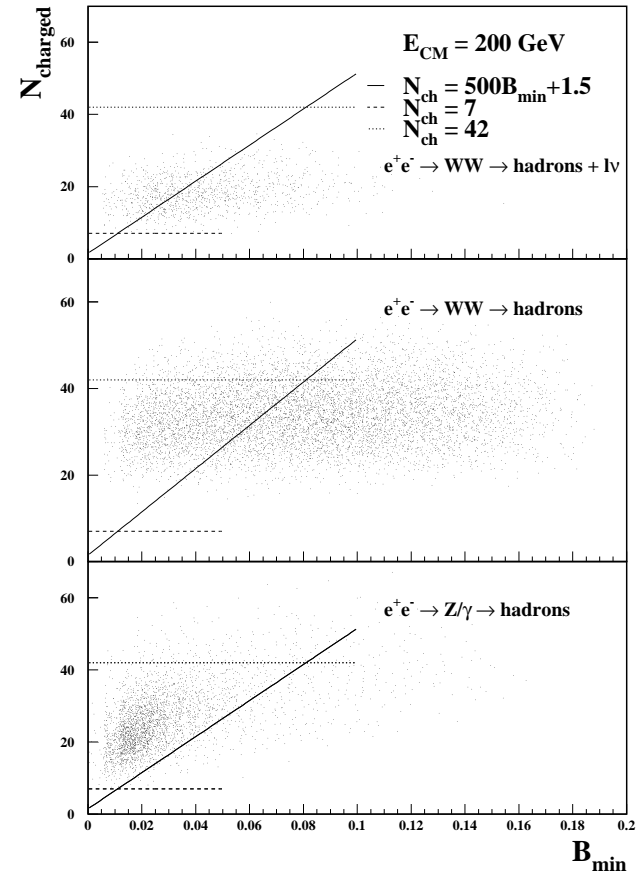 N_charged
E_CM = 200 GeV
N_ch = 500B_min+1.5
N_ch = 7
N_ch = 42
e⁺e⁻ → WW → hadrons + lν
60
40
20
0
e⁺e⁻ → WW → hadrons
60
40
20
0
e⁺e⁻ → Z/γ → hadrons
60
40
20
0
0 0.02 0.04 0.06 0.08 0.1 0.12 0.14 0.16 0.18 0.2
B_min